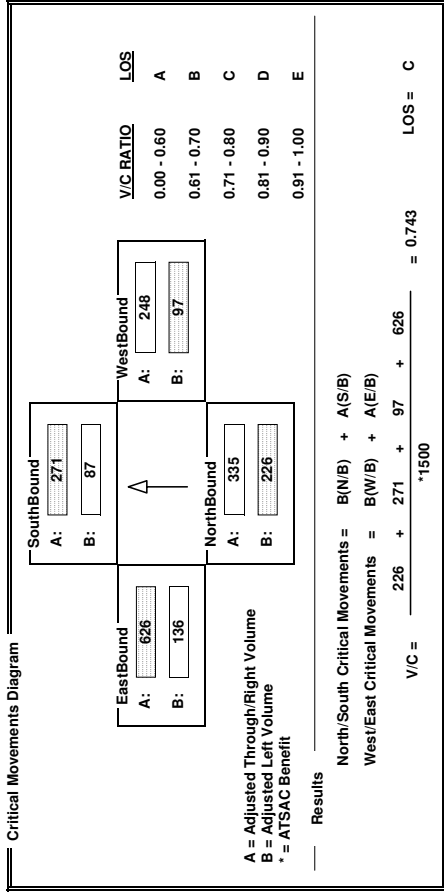 Critical Movements Diagram
SouthBound
A: 271
B: 87
EastBound
A: 626
B: 136
WestBound
A: 248
B: 97
NorthBound
A: 335
B: 226
V/C RATIO LOS
0.00 - 0.60 A
0.61 - 0.70 B
0.71 - 0.80 C
0.81 - 0.90 D
0.91 - 1.00 E
A = Adjusted Through/Right Volume
B = Adjusted Left Volume
* = ATSAC Benefit
Results
North/South Critical Movements = B(N/B) + A(S/B)
West/East Critical Movements = B(W/B) + A(E/B)
V/C = 226 + 271 + 97 + 626 = 0.743 LOS = C
*1500